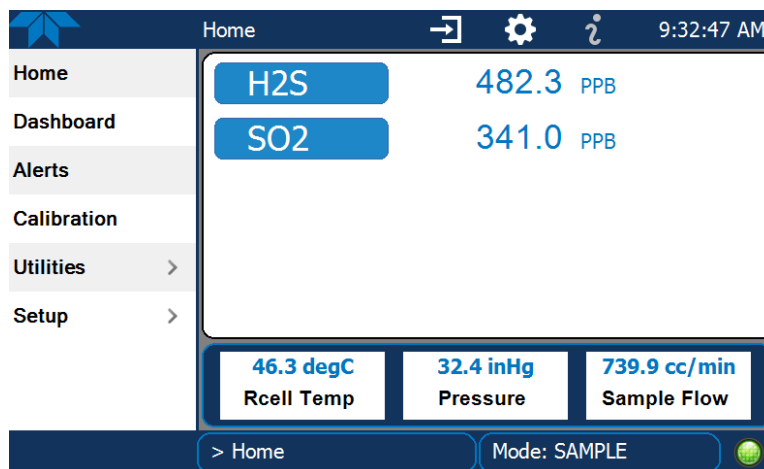 Home 9:32:47 AM
Home
Dashboard
Alerts
Calibration
Utilities >
Setup >
H2S 482.3 PPB
SO2 341.0 PPB
46.3 degC 32.4 inHg 739.9 cc/min
Rcell Temp Pressure Sample Flow
> Home Mode: SAMPLE